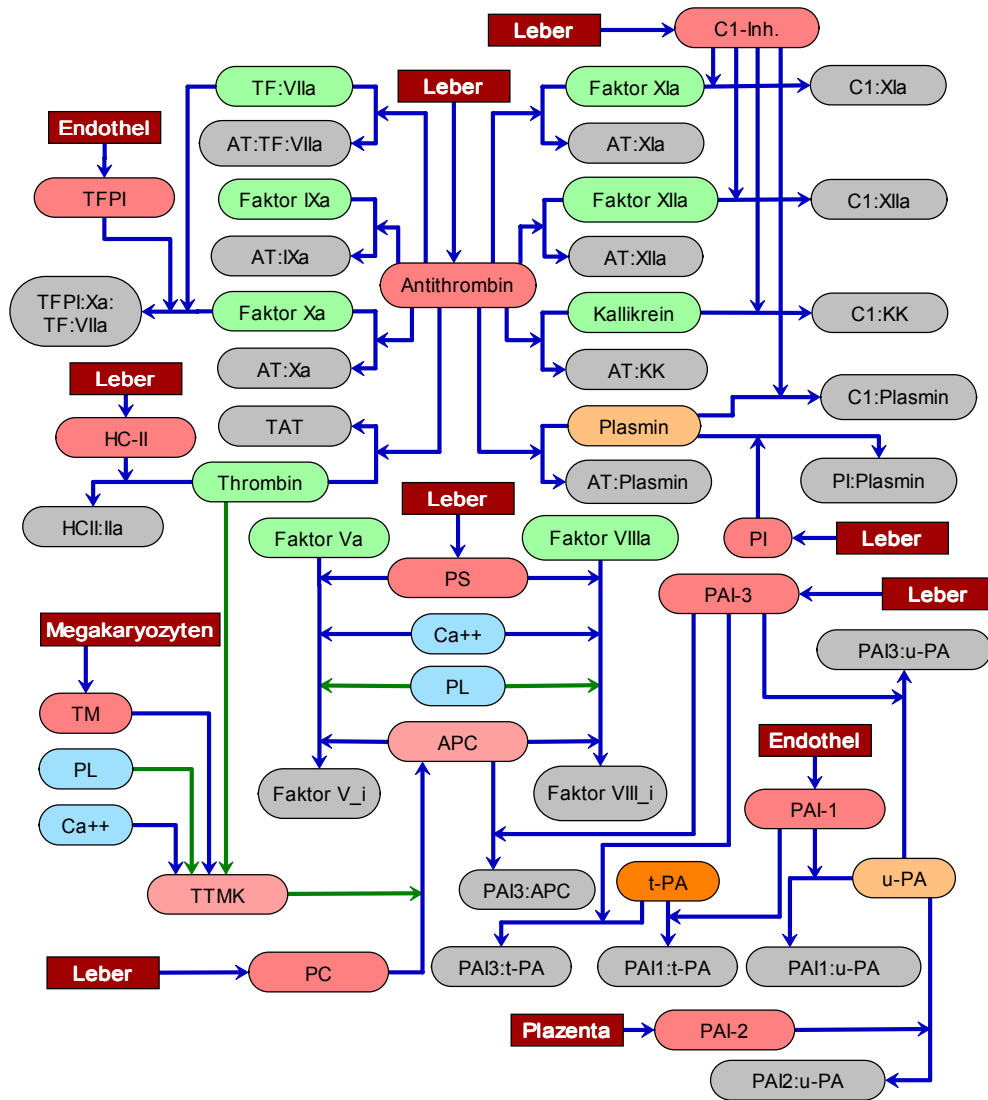 Leber
C1-Inh.
TF:VIIa
Leber
Faktor XIa
C1:XIa
Endothel
AT:TF:VIIa
AT:XIa
TFPI
Faktor IXa
Faktor XIIa
C1:XIIa
AT:IXa
AT:XIIa
Antithrombin
TFPI:Xa:
TF:VIIa
Faktor Xa
Kallikrein
C1:KK
AT:Xa
AT:KK
Leber
C1:Plasmin
HC-II
TAT
Plasmin
Thrombin
AT:Plasmin
PI:Plasmin
Leber
HCII:IIa
Faktor Va
Faktor VIIIa
PI
Leber
PS
PAI-3
Leber
Megakaryozyten
Ca++
PAI3:u-PA
PL
TM
APC
Endothel
PL
Faktor V_i
Faktor VIII_i
PAI-1
Ca++
TTMK
PAI3:APC
t-PA
u-PA
Leber
PC
PAI3:t-PA
PAI1:t-PA
PAI1:u-PA
Plazenta
PAI-2
PAI2:u-PA